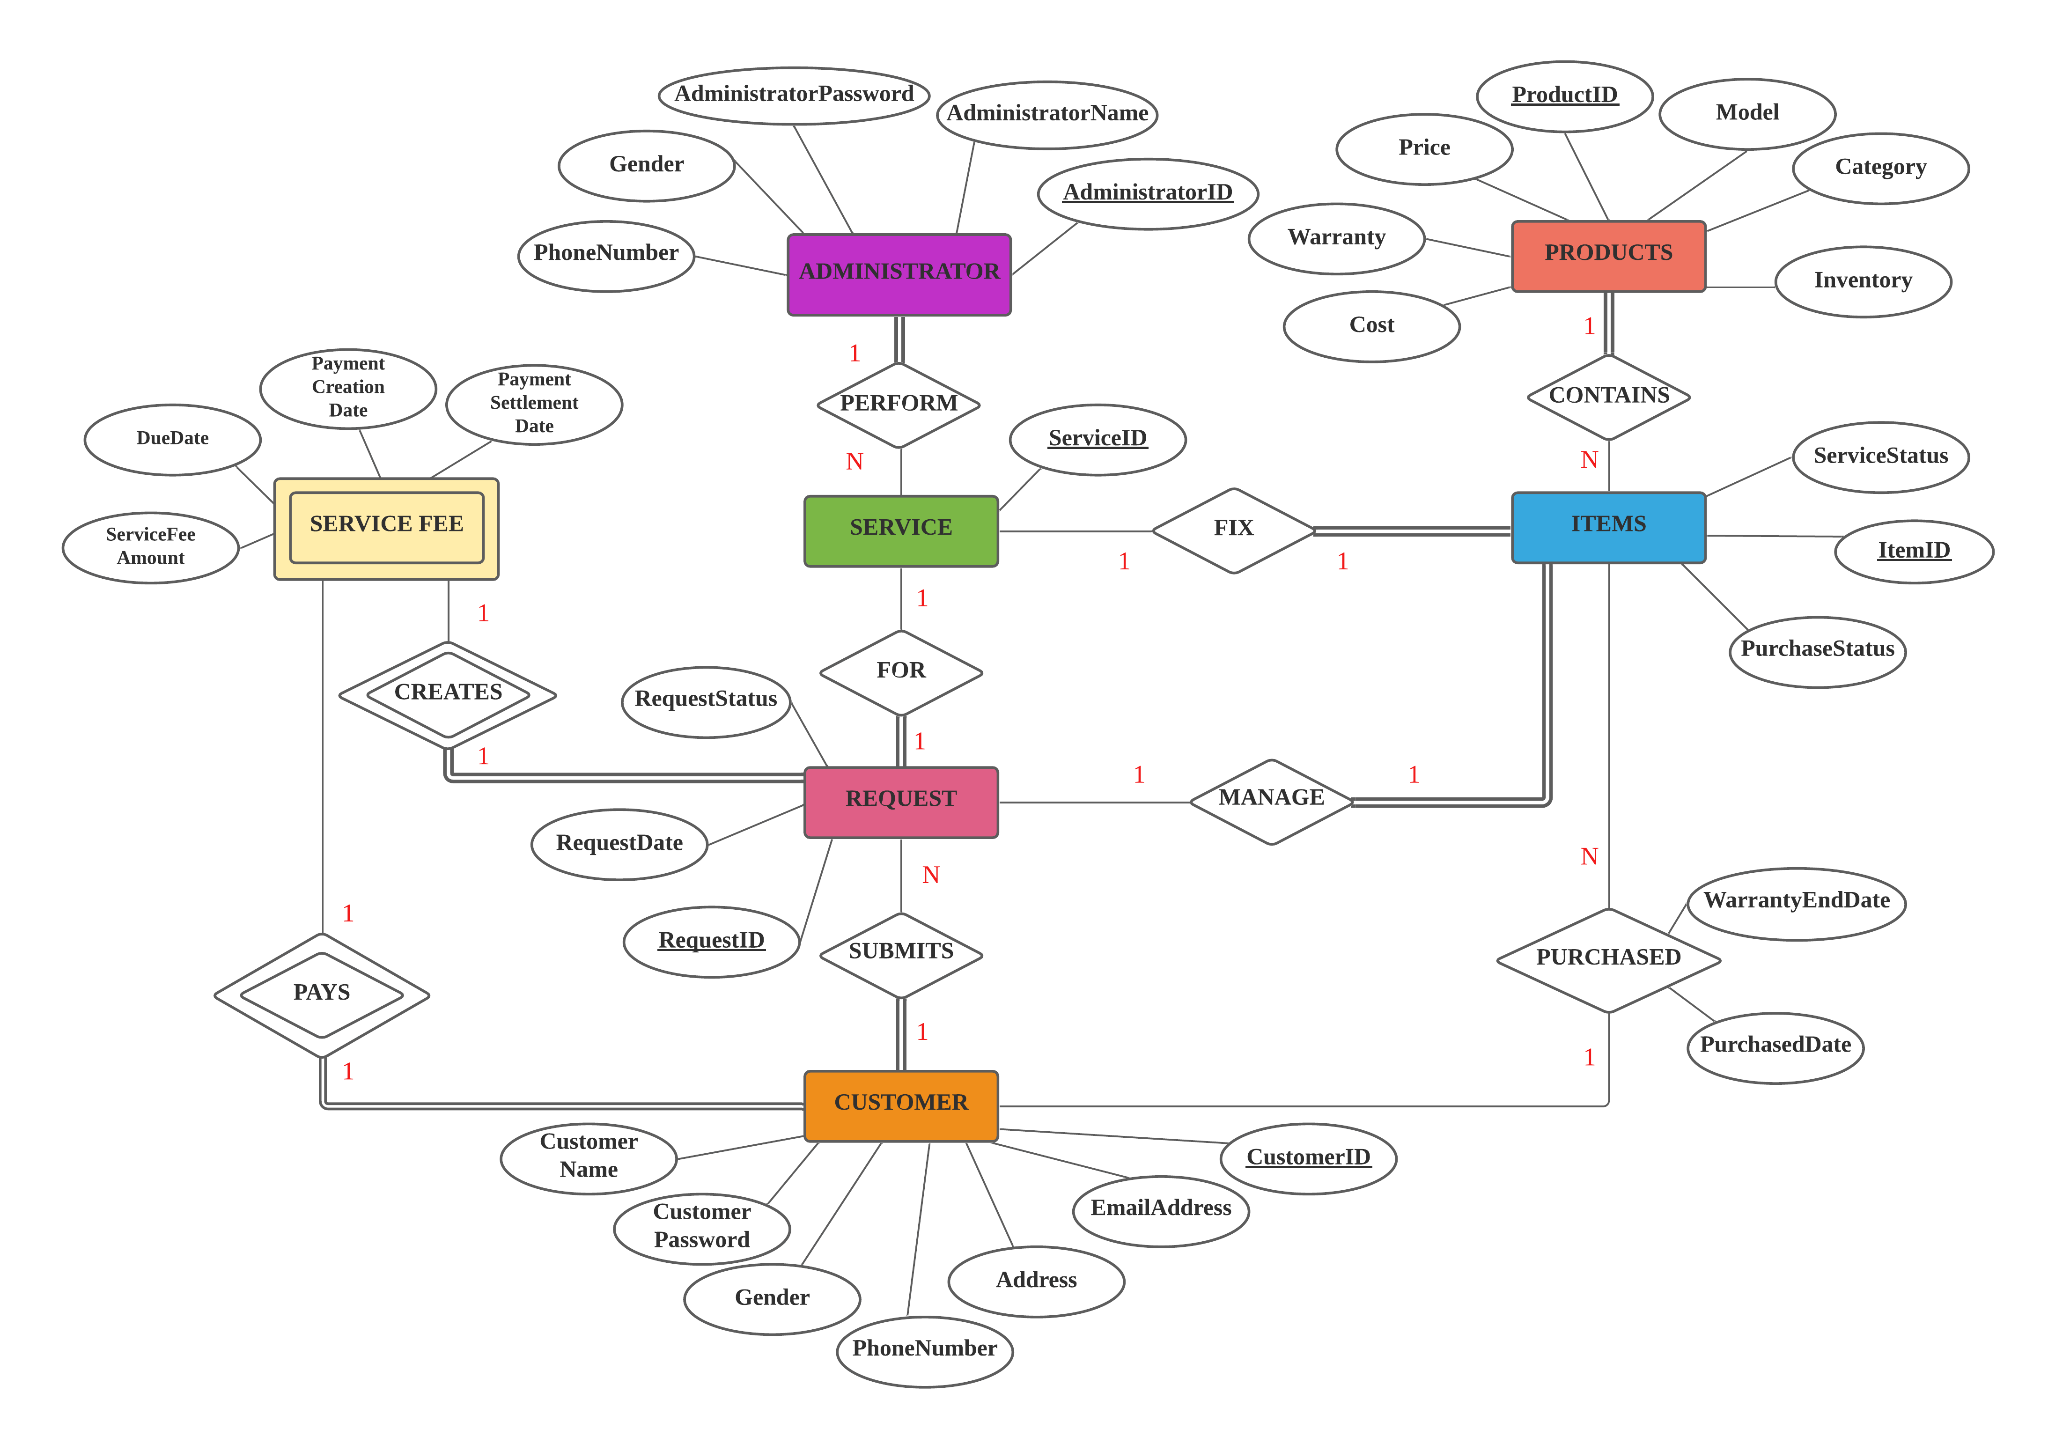 AdministratorPassword
AdministratorName
Gender
AdministratorID
PhoneNumber
ADMINISTRATOR
ProductID
Model
Price
Category
Warranty
PRODUCTS
Inventory
Cost
1
PERFORM
N
1
CONTAINS
N
Payment
Creation
Date
Payment
Settlement
Date
DueDate
ServiceFee
Amount
SERVICE FEE
ServiceID
SERVICE
FIX
1
1
ITEMS
ServiceStatus
ItemID
PurchaseStatus
1
CREATES
1
1
FOR
1
RequestStatus
REQUEST
RequestDate
RequestID
1
MANAGE
1
N
SUBMITS
1
N
WarrantyEndDate
PURCHASED
PurchasedDate
1
1
PAYS
1
CUSTOMER
Customer
Name
Customer
Password
Gender
PhoneNumber
Address
EmailAddress
CustomerID